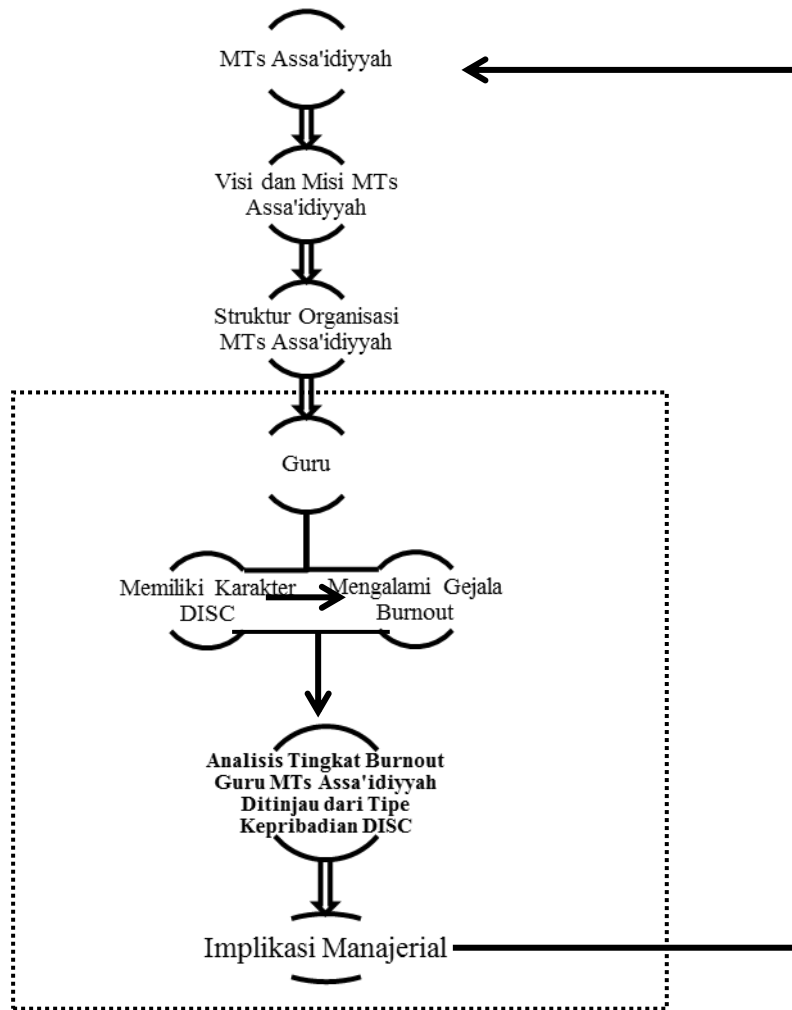 MTs Assa'idiyyah
Visi dan Misi MTs
Assa'idiyyah
Struktur Organisasi
MTs Assa'idiyyah
Guru
Memiliki Karakter
DISC
Mengalami Gejala
Burnout
Analisis Tingkat Burnout
Guru MTs Assa'idiyyah
Ditinjau dari Tipe
Kepribadian DISC
Implikasi Manajerial